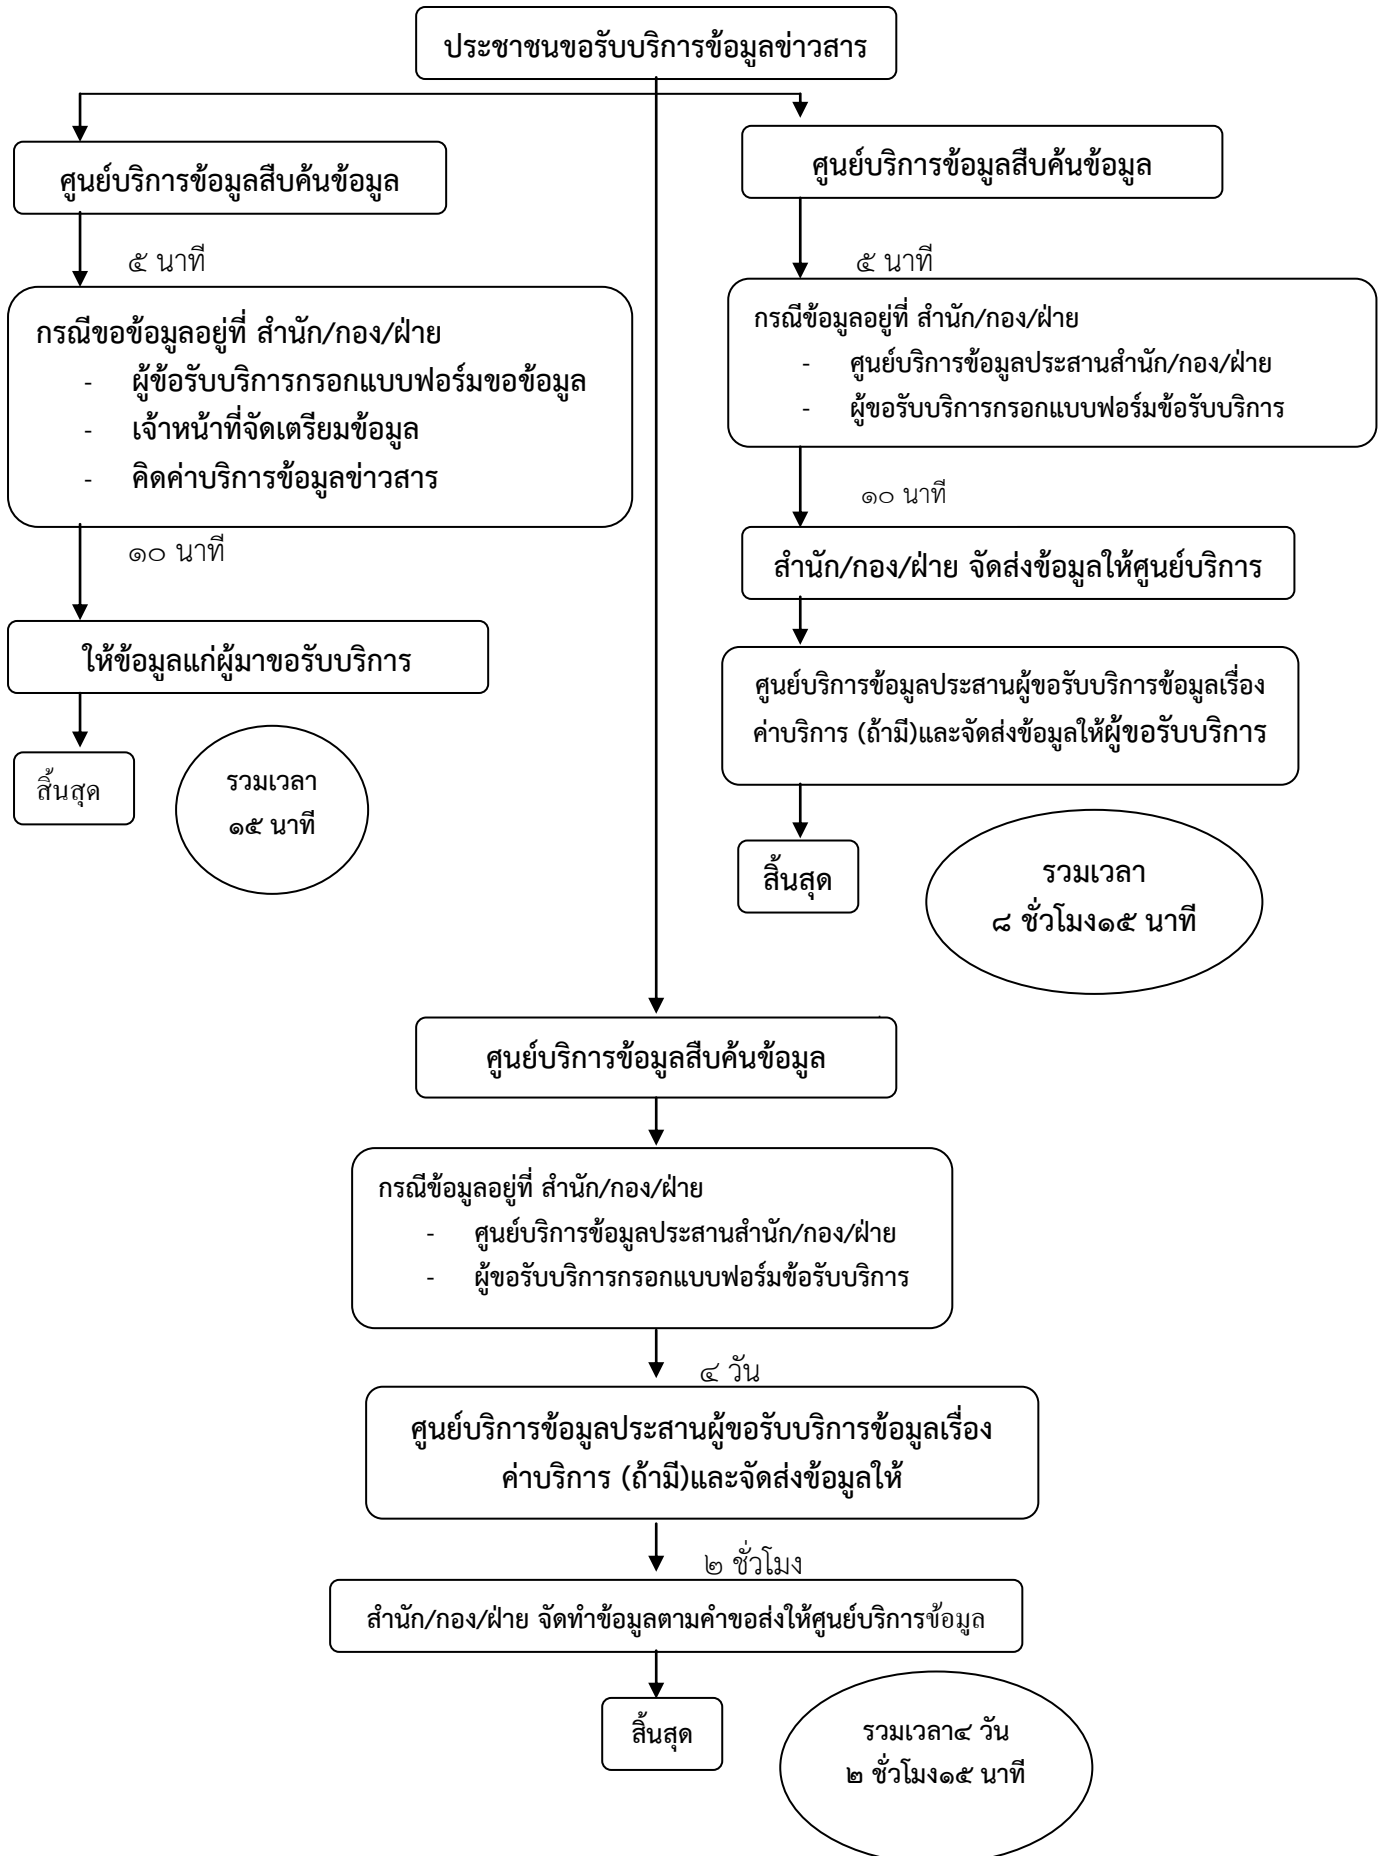 ประชาชนขอรับบริการข้อมูลข่าวสาร
ศูนย์บริการข้อมูลสืบค้นข้อมูล
๕ นาที
กรณีขอข้อมูลอยู่ที่ สำนัก/กอง/ฝ่าย
- ผู้ข้อรับบริการกรอกแบบฟอร์มขอข้อมูล
- เจ้าหน้าที่จัดเตรียมข้อมูล
- คิดค่าบริการข้อมูลข่าวสาร
๑๐ นาที
ให้ข้อมูลแก่ผู้มาขอรับบริการ
สิ้นสุด
รวมเวลา
๑๕ นาที
ศูนย์บริการข้อมูลสืบค้นข้อมูล
๕ นาที
กรณีข้อมูลอยู่ที่ สำนัก/กอง/ฝ่าย
- ศูนย์บริการข้อมูลประสานสำนัก/กอง/ฝ่าย
- ผู้ขอรับบริการกรอกแบบฟอร์มข้อรับบริการ
๑๐ นาที
สำนัก/กอง/ฝ่าย จัดส่งข้อมูลให้ศูนย์บริการ
ศูนย์บริการข้อมูลประสานผู้ขอรับบริการข้อมูลเรื่อง
ค่าบริการ (ถ้ามี)และจัดส่งข้อมูลให้ผู้ขอรับบริการ
สิ้นสุด
รวมเวลา
๘ ชั่วโมง๑๕ นาที
ศูนย์บริการข้อมูลสืบค้นข้อมูล
กรณีข้อมูลอยู่ที่ สำนัก/กอง/ฝ่าย
- ศูนย์บริการข้อมูลประสานสำนัก/กอง/ฝ่าย
- ผู้ขอรับบริการกรอกแบบฟอร์มข้อรับบริการ
๔ วัน
ศูนย์บริการข้อมูลประสานผู้ขอรับบริการข้อมูลเรื่อง
ค่าบริการ (ถ้ามี)และจัดส่งข้อมูลให้
๒ ชั่วโมง
สำนัก/กอง/ฝ่าย จัดทำข้อมูลตามคำขอส่งให้ศูนย์บริการข้อมูล
สิ้นสุด
รวมเวลา๔ วัน
๒ ชั่วโมง๑๕ นาที